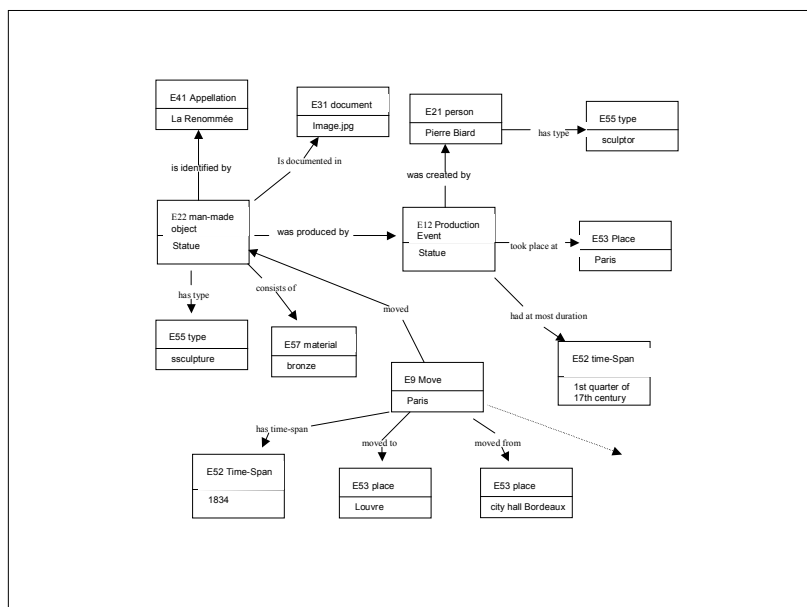 E41 Appellation
La Renommée
E31 document
Image.jpg
E21 person
Pierre Biard
has type
E55 type
sculptor
is identified by
Is documented in
was created by
E22 man-made
object
Statue
was produced by
E12 Production
Event
Statue
took place at
E53 Place
Paris
has type
consists of
moved
had at most duration
E55 type
ssculpture
E57 material
bronze
E9 Move
Paris
E52 time-Span
1st quarter of
17th century
has time-span
moved to
moved from
E52 Time-Span
1834
E53 place
Louvre
E53 place
city hall Bordeaux